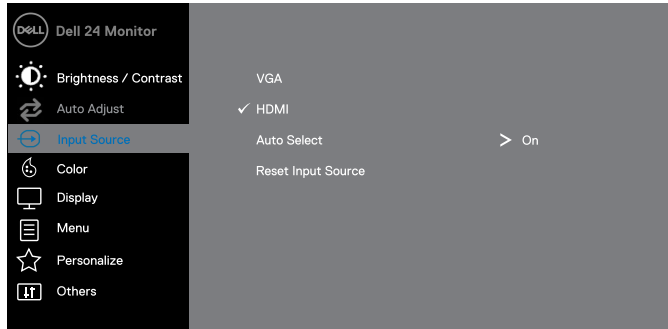 DELL Dell 24 Monitor
Brightness / Contrast
VGA
Auto Adjust
HDMI
Input Source
Auto Select > On
Color
Reset Input Source
Display
Menu
Personalize
Others